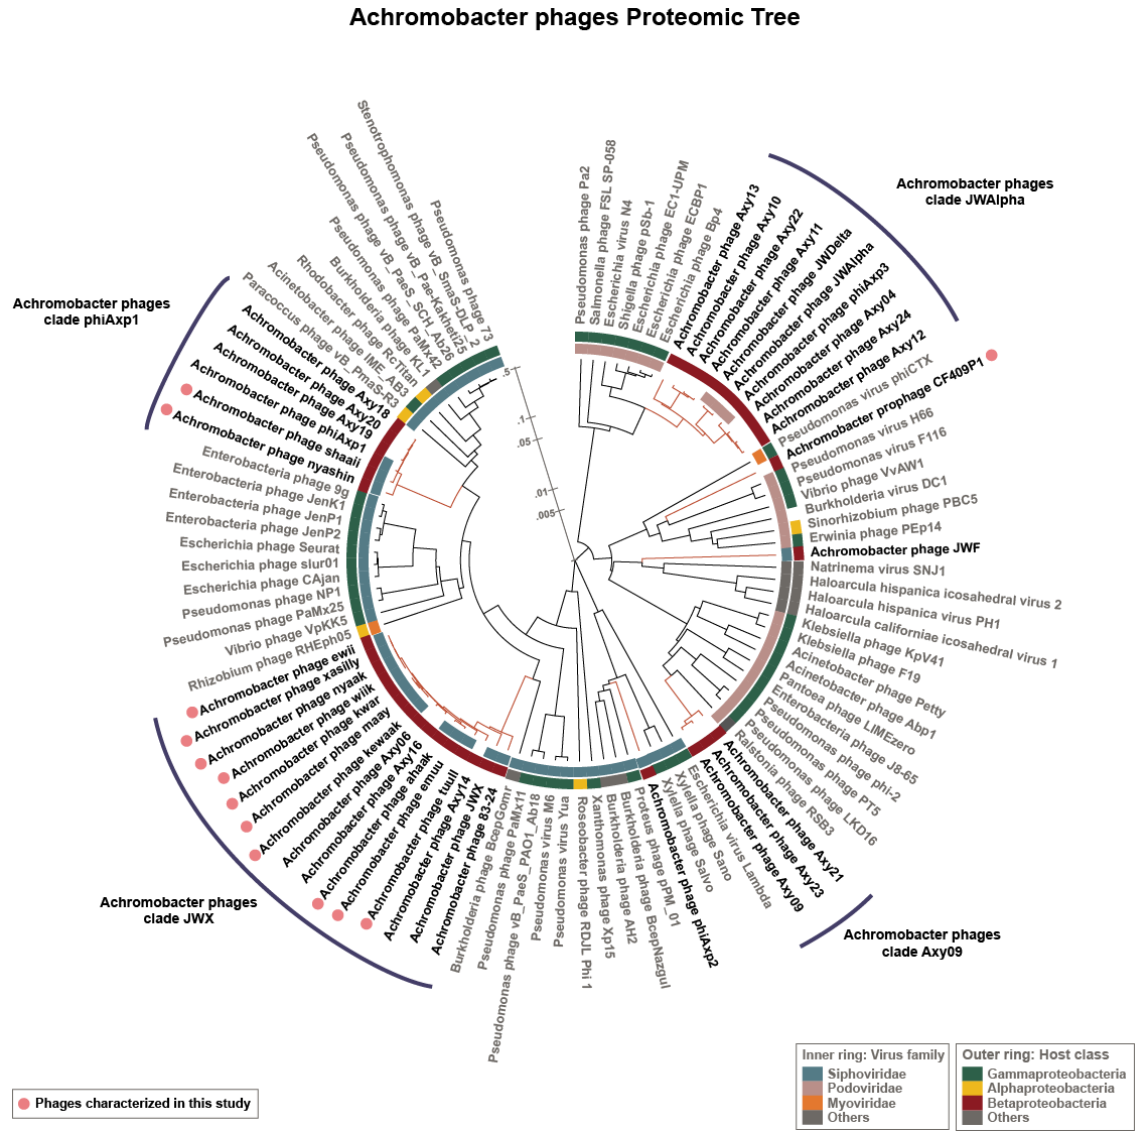 Achromobacter phages Proteomic Tree
Pseudomonas phage Pa2
Salmonella phage FSL SP-058
Escherichia virus N4
Shigella phage pSb-1
Escherichia phage EC1-UPM
Escherichia phage ECBP1
Escherichia phage Bp4
Achromobacter phage Axy13
Achromobacter phage Axy10
Achromobacter phage Axy22
Achromobacter phage Axy11
Achromobacter phage JWDelta
Achromobacter phage JWAlpha
Achromobacter phage phiAxp3
Achromobacter phage Axy04
Achromobacter phage Axy24
Achromobacter phage Axy12
Pseudomonas virus phiCTX
Achromobacter prophage CF409P1
Pseudomonas virus H66
Pseudomonas virus F116
Vibrio phage VvAW1
Burkholderia virus DC1
Sinorhizobium phage PBC5
Erwinia phage PEp14
Achromobacter phage JWF
Natrinema virus SNJ1
Haloarcula hispanica icosahedral virus 2
Haloarcula hispanica virus PH1
Haloarcula californiae icosahedral virus 1
Klebsiella phage KpV41
Klebsiella phage F19
Acinetobacter phage Petty
Acinetobacter phage Abp1
Pantoea phage LIMEzero
Enterobacteria phage J8-65
Pseudomonas phage phi-2
Pseudomonas phage PT5
Pseudomonas phage LKD16
Ralstonia phage RSB3
Achromobacter phage Axy21
Achromobacter phage Axy23
Achromobacter phage Axy09
Escherichia virus Lambda
Xylella phage Sano
Xylella phage Salvo
Achromobacter phage phiAxp2
Proteus phage pPM_01
Burkholderia phage BcepNazgul
Burkholderia phage AH2
Xanthomonas phage Xp15
Roseobacter phage RDJL Phi 1
Pseudomonas virus Yua
Pseudomonas virus M6
Pseudomonas phage vB_PaeS_PAO1_Ab18
Pseudomonas phage PaMx11
Burkholderia phage BcepGomr
Achromobacter phage 83-24
Achromobacter phage JWX
Achromobacter phage Axy14
Achromobacter phage tuull
Achromobacter phage emuu
Achromobacter phage ahaak
Achromobacter phage Axy16
Achromobacter phage Axy06
Achromobacter phage kewaak
Achromobacter phage maay
Achromobacter phage kwar
Achromobacter phage wiik
Achromobacter phage nyaak
Achromobacter phage xasilly
Achromobacter phage ewii
Rhizobium phage RHEph05
Vibrio phage VpKK5
Pseudomonas phage PaMx25
Pseudomonas phage NP1
Escherichia phage CAjan
Escherichia phage slur01
Escherichia phage Seurat
Enterobacteria phage JenP2
Enterobacteria phage JenP1
Enterobacteria phage JenK1
Enterobacteria phage 9g
Achromobacter phage nyashin
Achromobacter phage shaaii
Achromobacter phage phiAxp1
Achromobacter phage Axy19
Achromobacter phage Axy20
Achromobacter phage Axy18
Paracoccus phage vB_PmaS-R3
Acinetobacter phage IME_AB3
Rhodobacter phage RcTitan
Burkholderia phage KL1
Pseudomonas phage PaMx42
Pseudomonas phage vB_PaeS_SCH_Ab26
Pseudomonas phage vB_Pae-Kakheti25
Stenotrophomonas phage vB_SmaS-DLP_2
Pseudomonas phage 73
.5
.1
.05
.01
.005
Achromobacter phages
clade JWAlpha
Achromobacter phages
clade phiAxp1
Achromobacter phages
clade JWX
Achromobacter phages
clade Axy09
Phages characterized in this study
Inner ring: Virus family
Siphoviridae
Podoviridae
Myoviridae
Others
Outer ring: Host class
Gammaproteobacteria
Alphaproteobacteria
Betaproteobacteria
Others